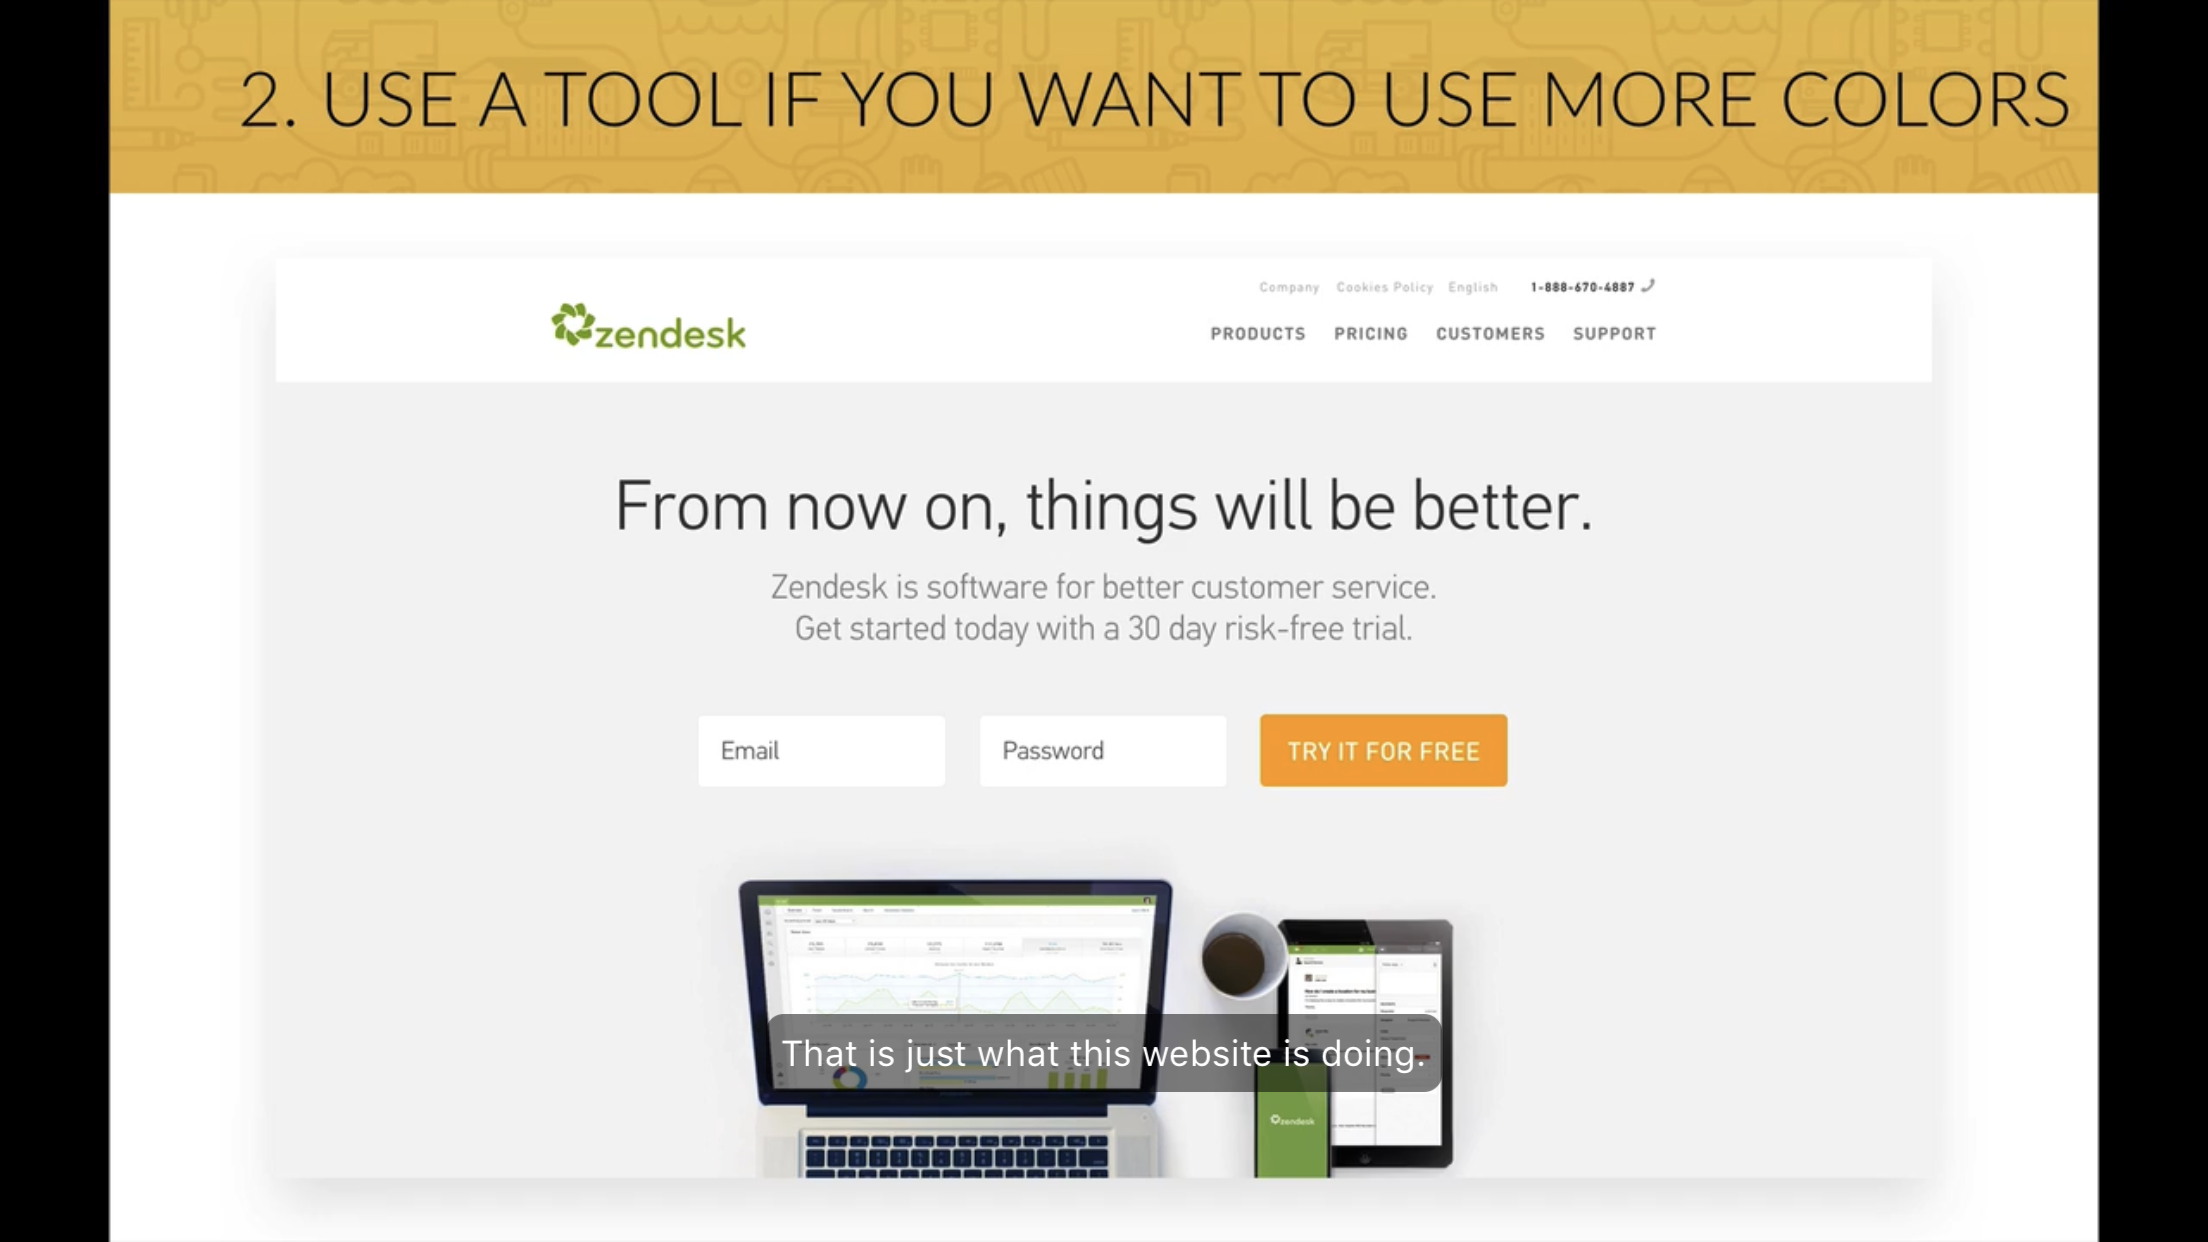 2. USE A TOOL IF YOU WANT TO USE MORE COLORS
Company Cookies Policy English 1-888-670-4887
zendesk
PRODUCTS PRICING CUSTOMERS SUPPORT
From now on, things will be better.
Zendesk is software for better customer service.
Get started today with a 30 day risk-free trial.
Email
Password
TRY IT FOR FREE
That is just what this website is doing.
zendesk